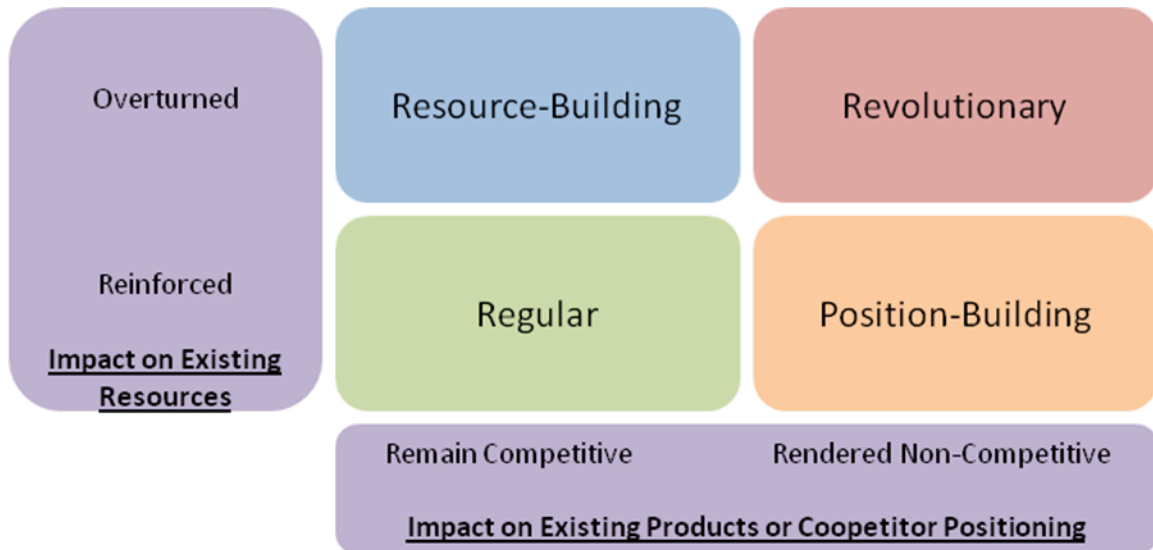 Overturned
Resource-Building
Revolutionary
Reinforced
Regular
Position-Building
Impact on Existing
Resources
Remain Competitive
Rendered Non-Competitive
Impact on Existing Products or Coopetitor Positioning